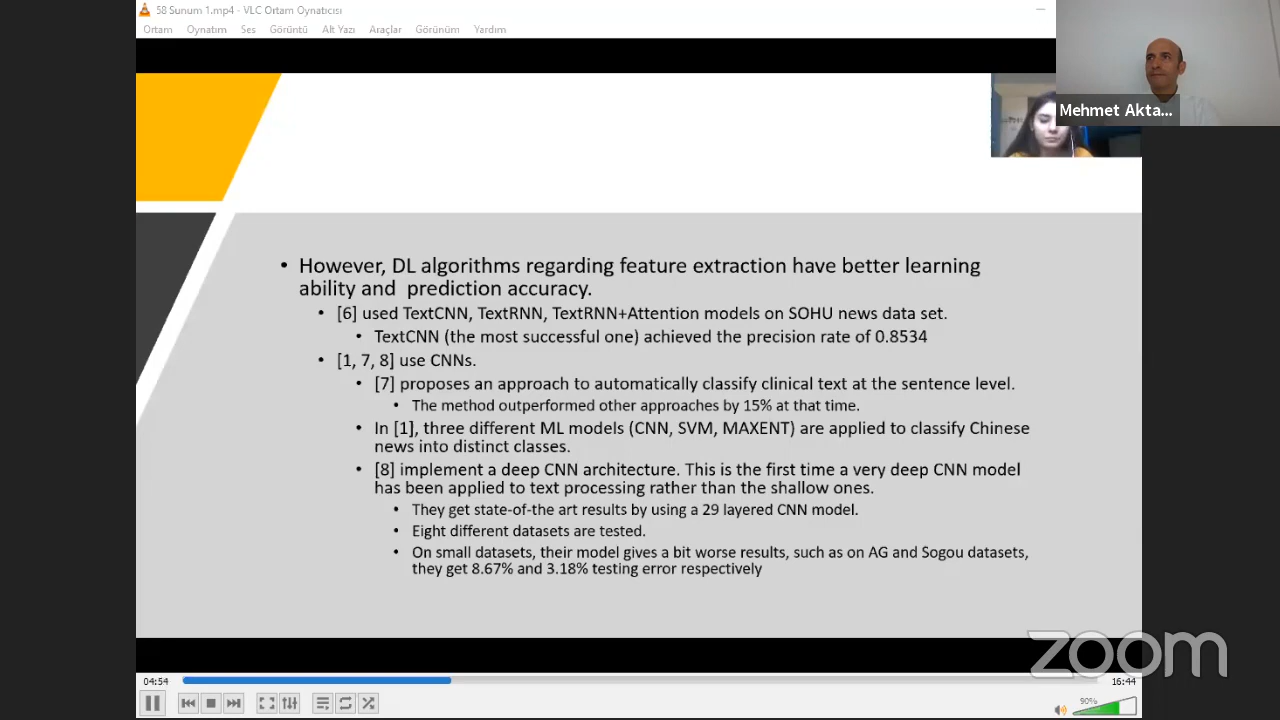 58 Sunum 1.mp4 - VLC Ortam Oynatıcısı
Ortam Oynatım Ses Görüntü Alt Yazı Araçlar Görünüm Yardım
Mehmet Akta...
• However, DL algorithms regarding feature extraction have better learning
ability and prediction accuracy.
• [6] used TextCNN, TextRNN, TextRNN+Attention models on SOHU news data set.
• TextCNN (the most successful one) achieved the precision rate of 0.8534
• [1, 7, 8] use CNNs.
• [7] proposes an approach to automatically classify clinical text at the sentence level.
• The method outperformed other approaches by 15% at that time.
• In [1], three different ML models (CNN, SVM, MAXENT) are applied to classify Chinese
news into distinct classes.
• [8] implement a deep CNN architecture. This is the first time a very deep CNN model
has been applied to text processing rather than the shallow ones.
• They get state-of-the art results by using a 29 layered CNN model.
• Eight different datasets are tested.
• On small datasets, their model gives a bit worse results, such as on AG and Sogou datasets,
they get 8.67% and 3.18% testing error respectively
zoom
04:54
16:44
90%